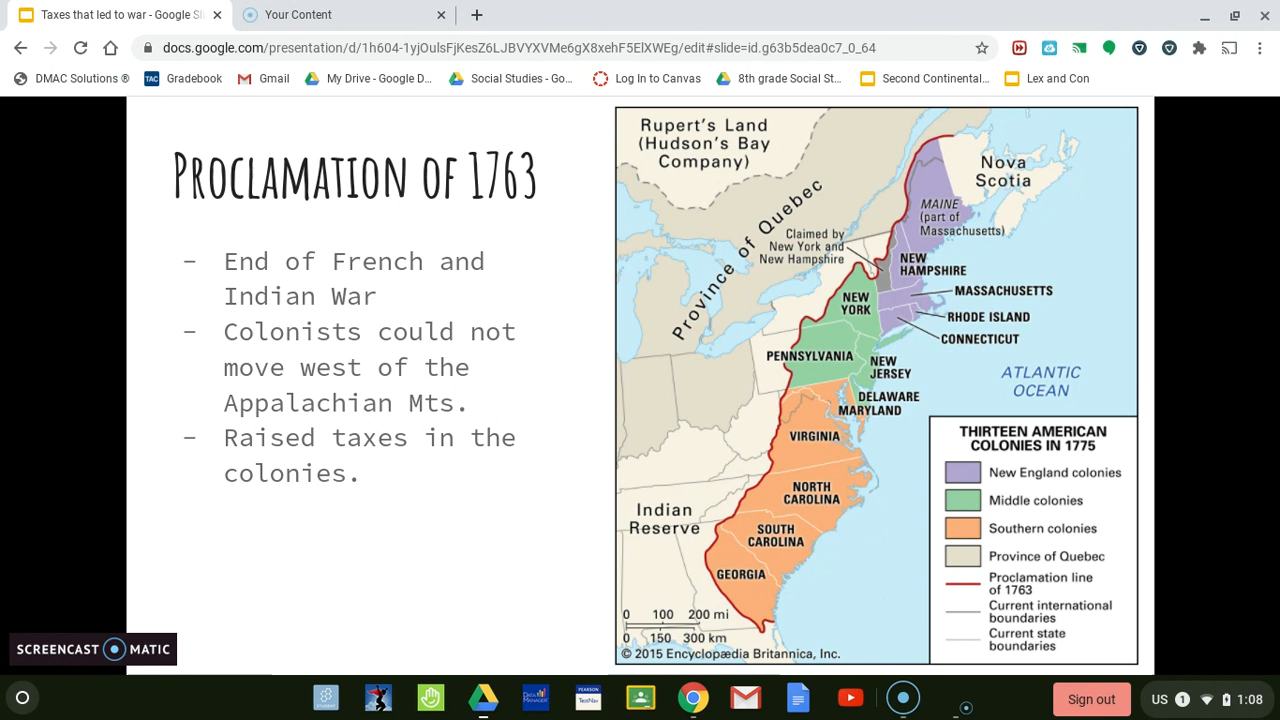 Taxes that led to war - Google Sl
Your Content
docs.google.com/presentation/d/1h604-1yjOulsFjKesZ6LJBVYXVMe6gX8xehF5ElXWEg/edit#slide=id.g63b5dea0c7_0_64
DMAC Solutions ®
TAC
Gradebook
Gmail
My Drive - Google D...
Social Studies - Go...
Log In to Canvas
8th grade Social St...
Second Continental...
Lex and Con
Proclamation of 1763
- End of French and
Indian War
- Colonists could not
move west of the
Appalachian Mts.
- Raised taxes in the
colonies.
Rupert's Land
(Hudson's Bay
Company)
Nova
Scotia
Province of Quebec
MAINE
(part of
Massachusetts)
Claimed by
New York and
New Hampshire
NEW
HAMPSHIRE
MASSACHUSETTS
NEW
YORK
RHODE ISLAND
CONNECTICUT
PENNSYLVANIA
NEW
JERSEY
ATLANTIC
OCEAN
DELAWARE
MARYLAND
VIRGINIA
NORTH
CAROLINA
Indian
Reserve
SOUTH
CAROLINA
GEORGIA
0 100 200 mi
0 150 300 km
© 2015 Encyclopædia Britannica, Inc.
THIRTEEN AMERICAN
COLONIES IN 1775
New England colonies
Middle colonies
Southern colonies
Province of Quebec
Proclamation line
of 1763
Current international
boundaries
Current state
boundaries
SCREENCAST MATIC
DATA
MANAGER
PEARSON
TestNav
Sign out
US 1 1:08